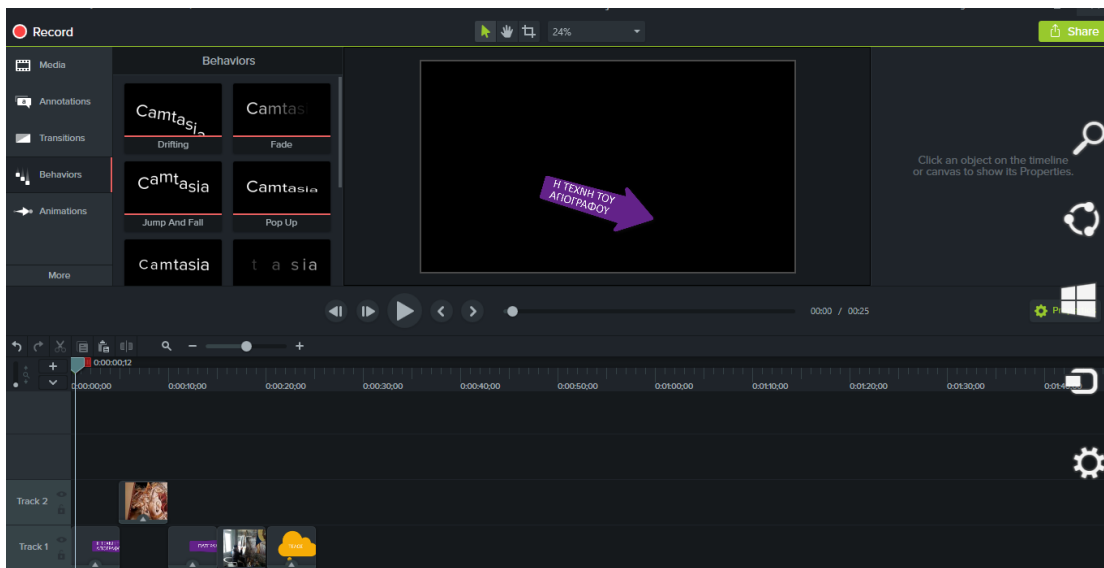 Record
24%
Share
Media
Annotations
Transitions
Behaviors
Animations
More
Behaviors
Camtasia
Camtas
Drifting
Fade
Camtasia
Camtasia
Jump And Fall
Pop Up
Camtasia
t a sia
Η ΤΕΧΝΗ ΤΟΥ
ΑΓΙΟΓΡΑΦΟΥ
Click an object on the timeline
or canvas to show its Properties.
00:00 / 00:25
0:00:00;12
0:00:00;00
0:00:10;00
0:00:20;00
0:00:30;00
0:00:40;00
0:00:50;00
0:01:00;00
0:01:10;00
0:01:20;00
0:01:30;00
Track 2
Track 1